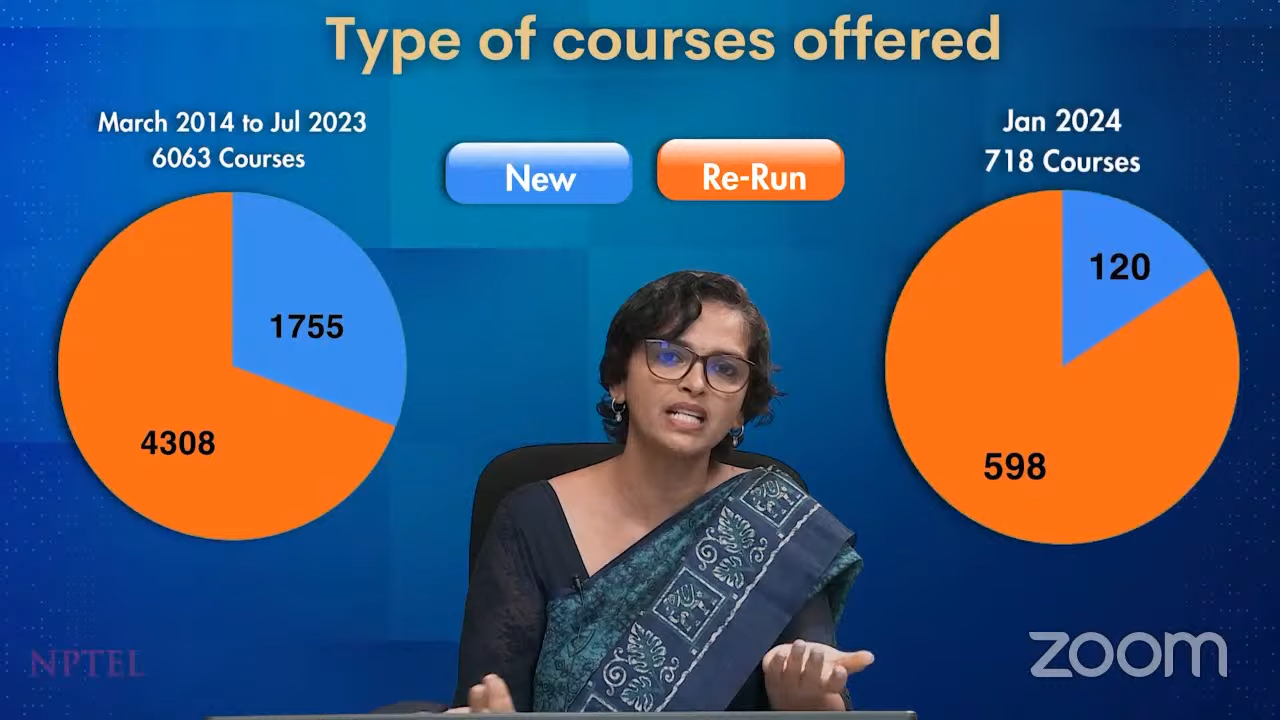 Type of courses offered
March 2014 to Jul 2023
6063 Courses
New
Re-Run
Jan 2024
718 Courses
1755
4308
120
598
NPTEL
zoom